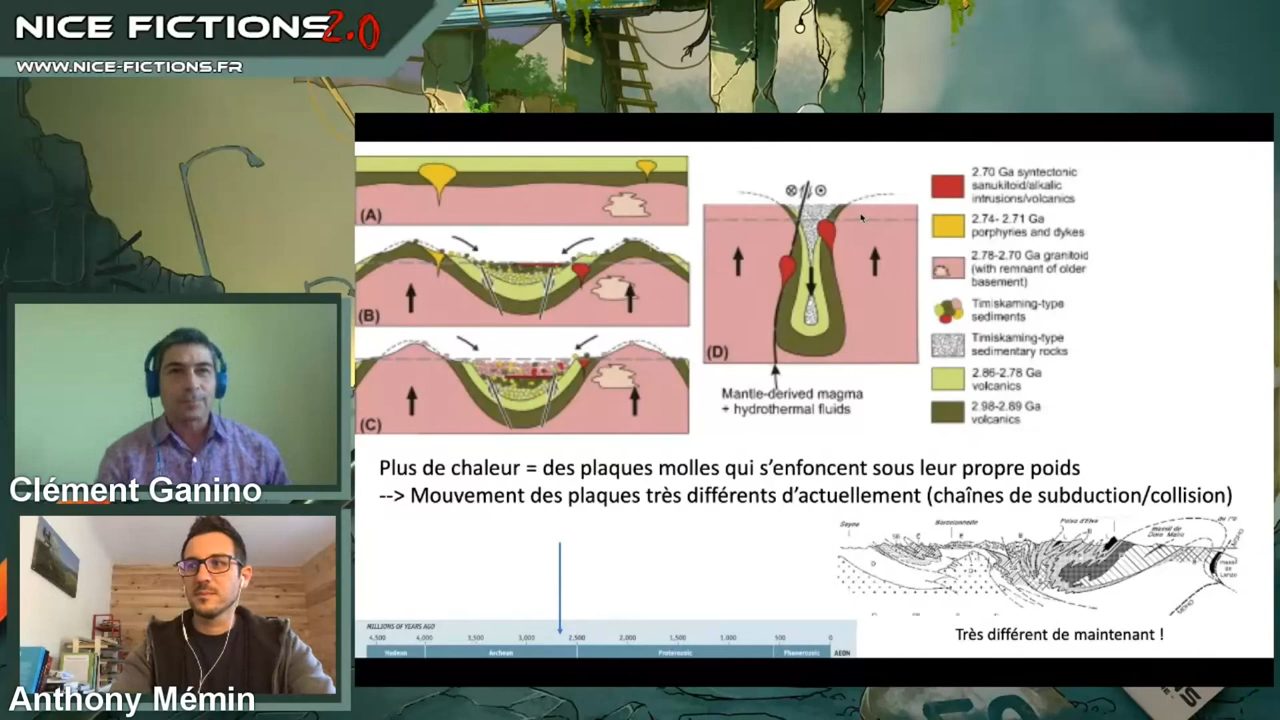 NICE FICTIONS 2.0
WWW.NICE-FICTIONS.FR
(A)
(B)
(C)
(D)
Mantle-derived magma
+ hydrothermal fluids
2.70 Ga syntectonic
sanukitoid/alkalic
intrusions/volcanics
2.74- 2.71 Ga
porphyries and dykes
2.78-2.70 Ga granitoid
(with remnant of older
basement)
Timiskaming-type
sediments
Timiskaming-type
sedimentary rocks
2.86-2.78 Ga
volcanics
2.98-2.89 Ga
volcanics
Plus de chaleur = des plaques molles qui s’enfoncent sous leur propre poids
--> Mouvement des plaques très différents d’actuellement (chaînes de subduction/collision)
Clément Ganino
Anthony Mémin
Barcelonnette
MOHO
Très différent de maintenant !
MILLIONS OF YEARS AGO
4,500 4,000 3,500 3,000 2,500 2,000 1,500 1,000 500 0
Hadean Archean Proterozoic Phanerozoic AEON